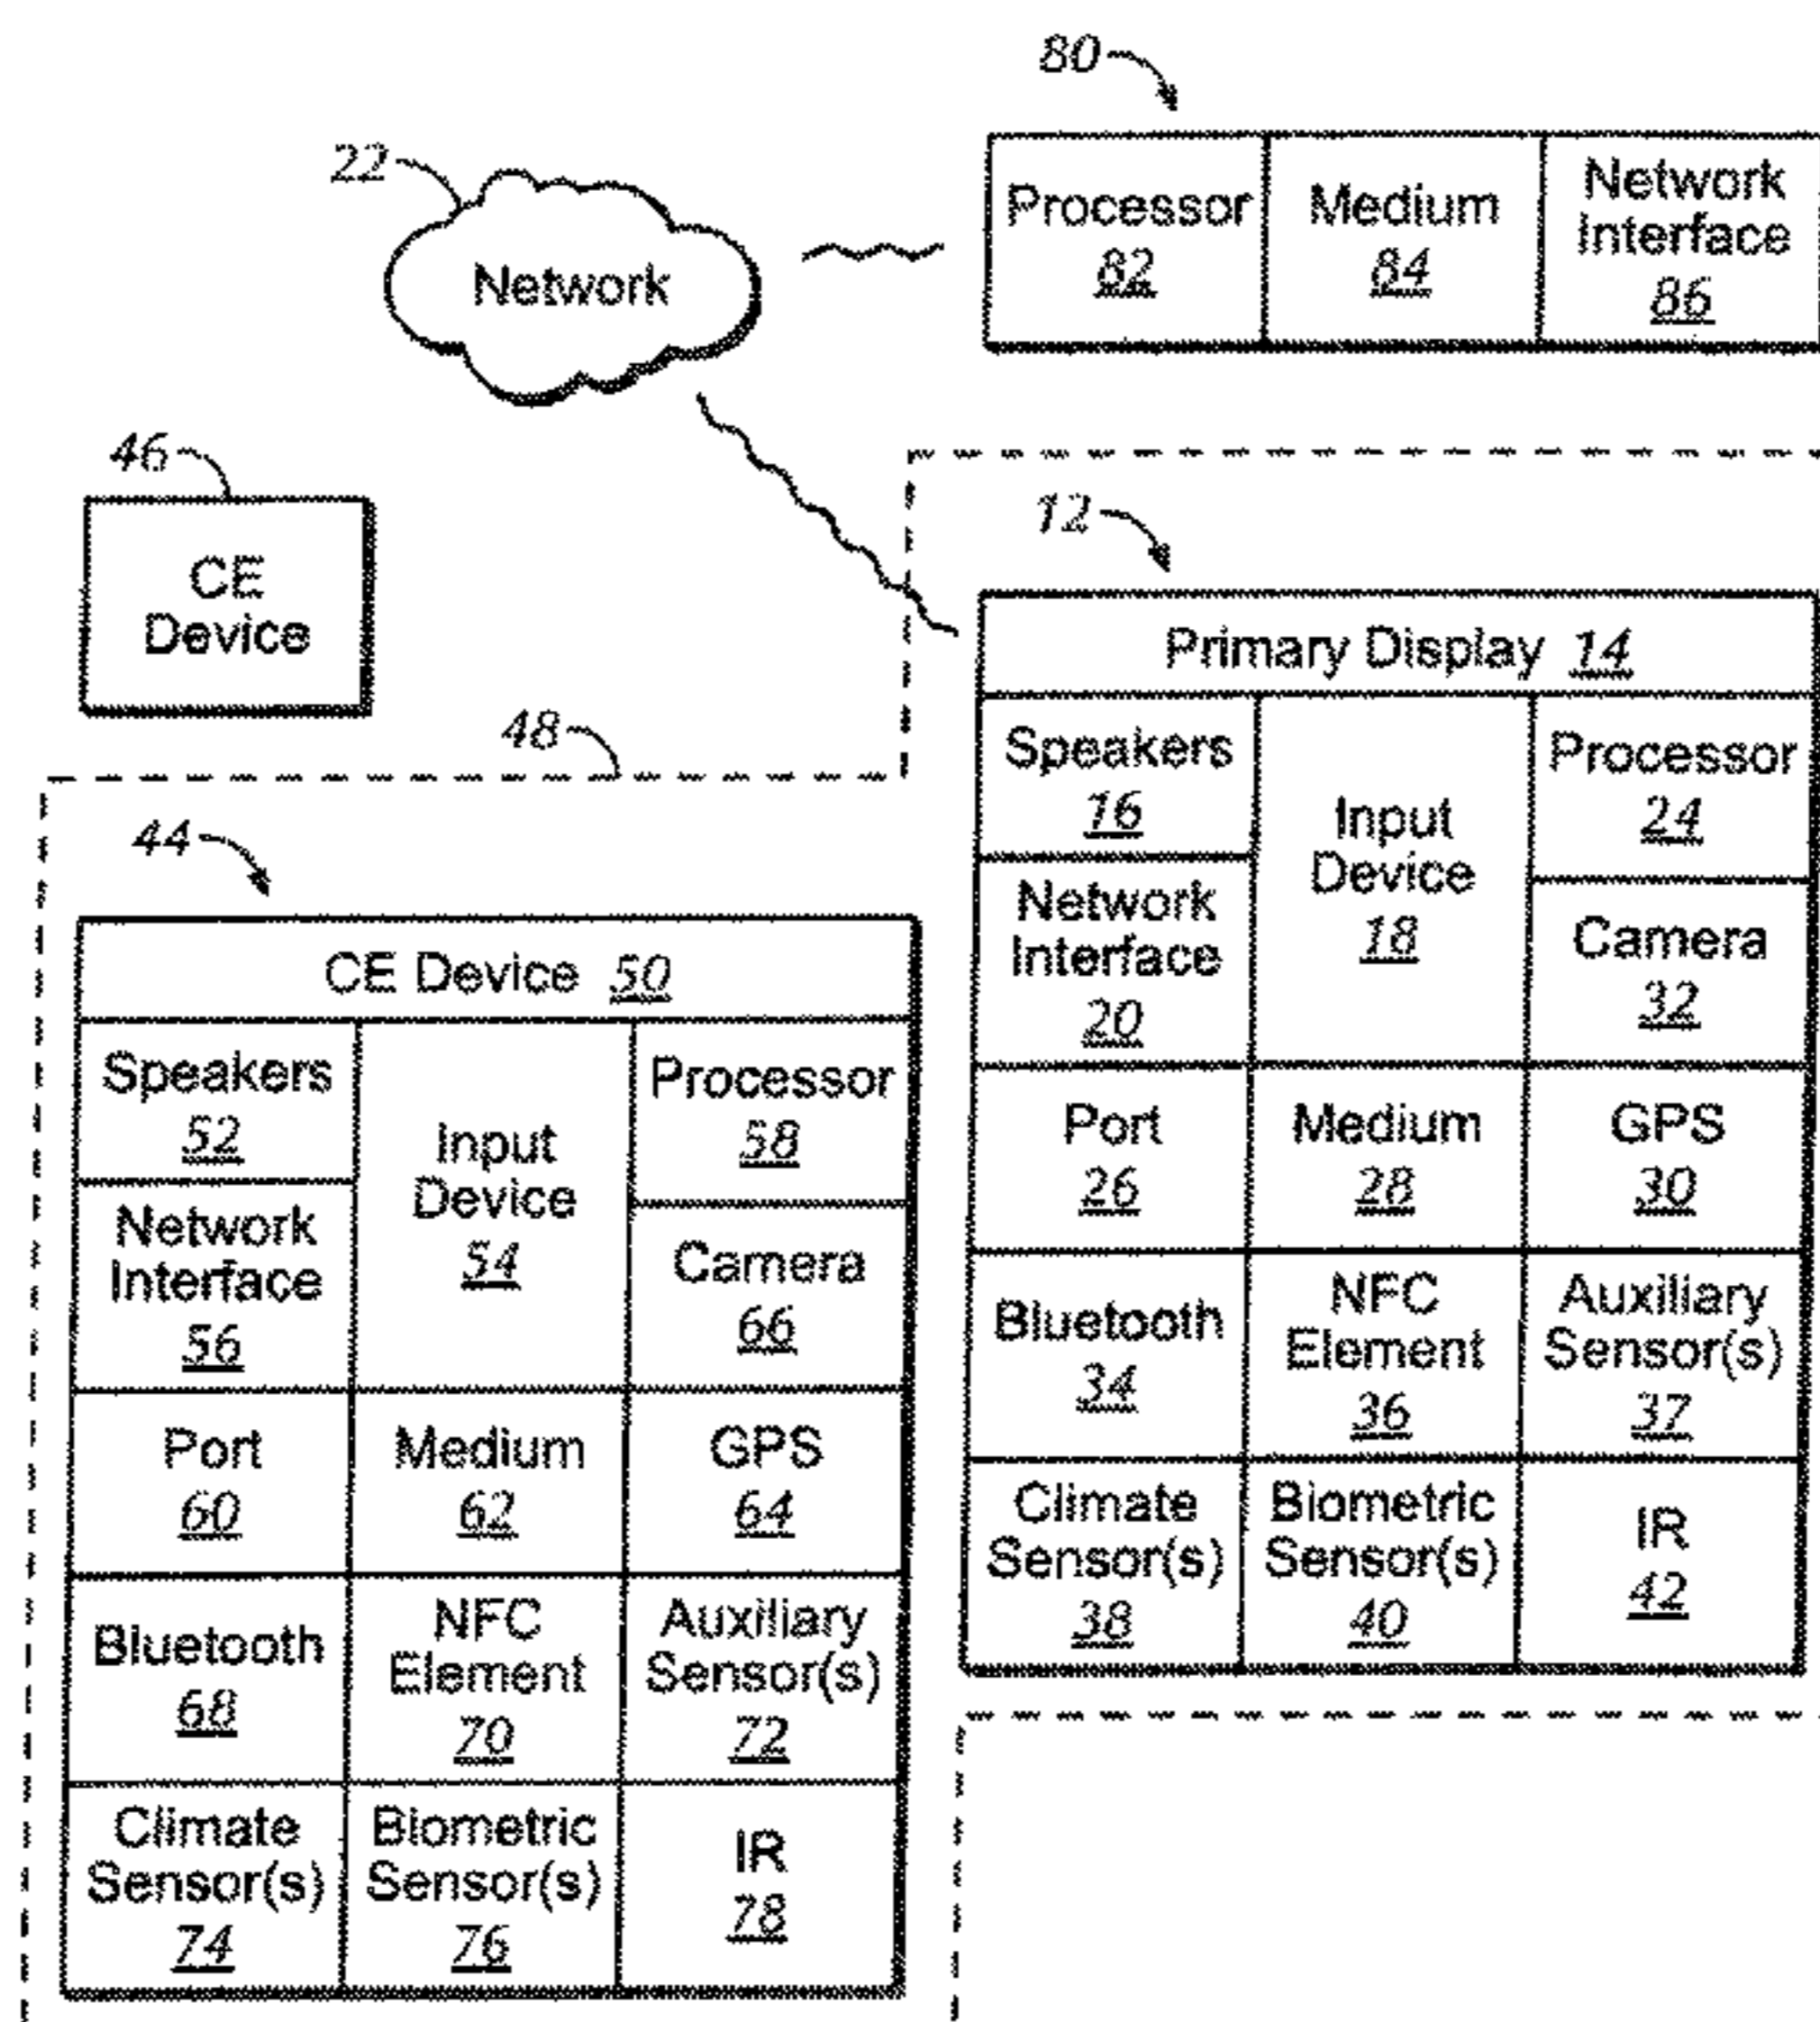 80
22
Network
Processor
82
Medium
84
Network
Interface
86
46
CE
Device
12
Primary Display 14
Speakers
16
Input
Device
18
Processor
24
Network
Interface
20
Camera
32
Port
26
Medium
28
GPS
30
Bluetooth
34
NFC
Element
36
Auxiliary
Sensor(s)
37
Climate
Sensor(s)
38
Biometric
Sensor(s)
40
IR
42
48
44
CE Device 50
Speakers
52
Input
Device
54
Processor
58
Network
Interface
56
Camera
66
Port
60
Medium
62
GPS
64
Bluetooth
68
NFC
Element
70
Auxiliary
Sensor(s)
72
Climate
Sensor(s)
74
Biometric
Sensor(s)
76
IR
78